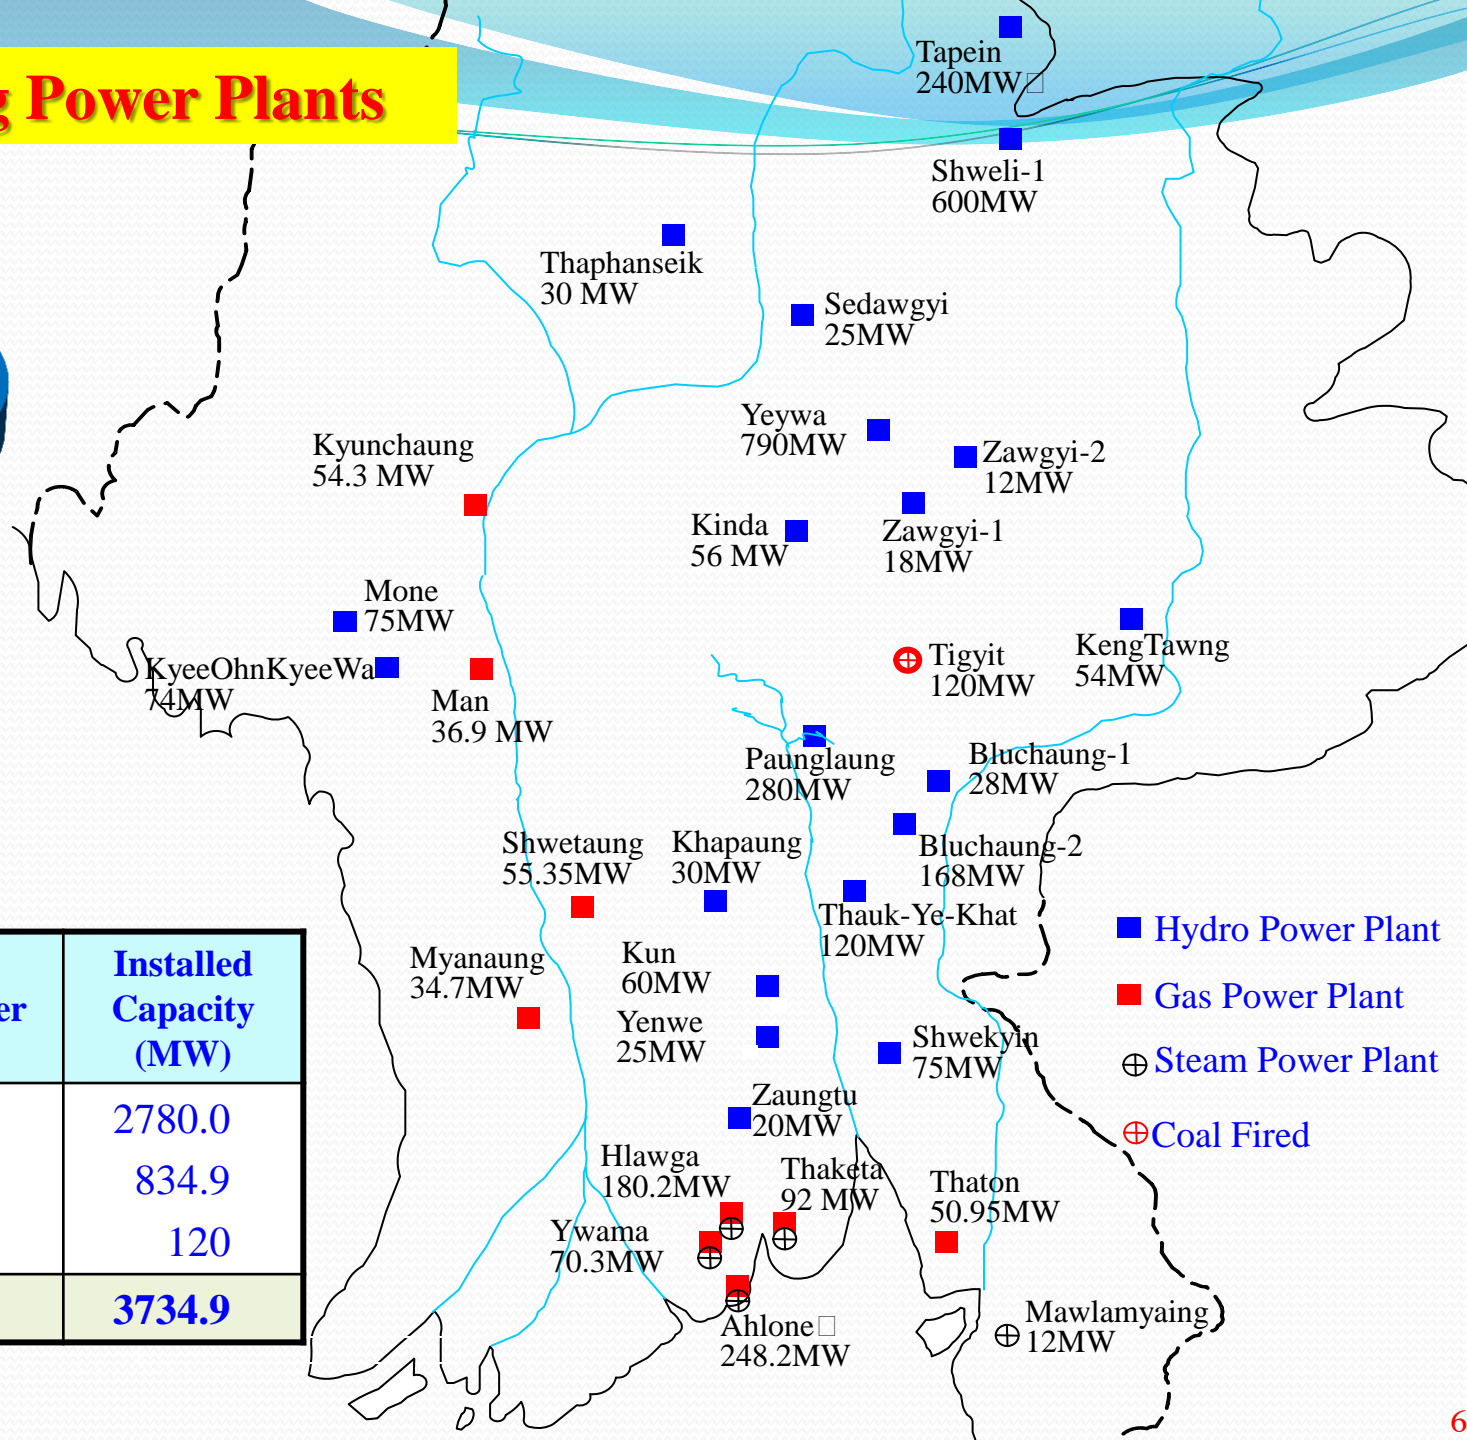 g Power Plants
Tapein
240MW
Shweli-1
600MW
Thaphanseik
30 MW
Sedawgyi
25MW
Yeywa
790MW
Zawgyi-2
12MW
Kyunchaung
54.3 MW
Kinda
56 MW
Zawgyi-1
18MW
Mone
75MW
KyeeOhnKyeeWa
74MW
Man
36.9 MW
Tigyit
120MW
KengTawng
54MW
Paunglaung
280MW
Bluchaung-1
28MW
Shwetaung
55.35MW
Khapaung
30MW
Bluchaung-2
168MW
Thauk-Ye-Khat
120MW
Myanaung
34.7MW
Kun
60MW
Yenwe
25MW
Shwekyin
75MW
Zaungtu
20MW
Hlawga
180.2MW
Thaketa
92 MW
Thaton
50.95MW
Ywama
70.3MW
Ahlone
248.2MW
Mawlamyaing
12MW
Hydro Power Plant
Gas Power Plant
Steam Power Plant
Coal Fired
er
Installed
Capacity
(MW)
2780.0
834.9
120
3734.9
6